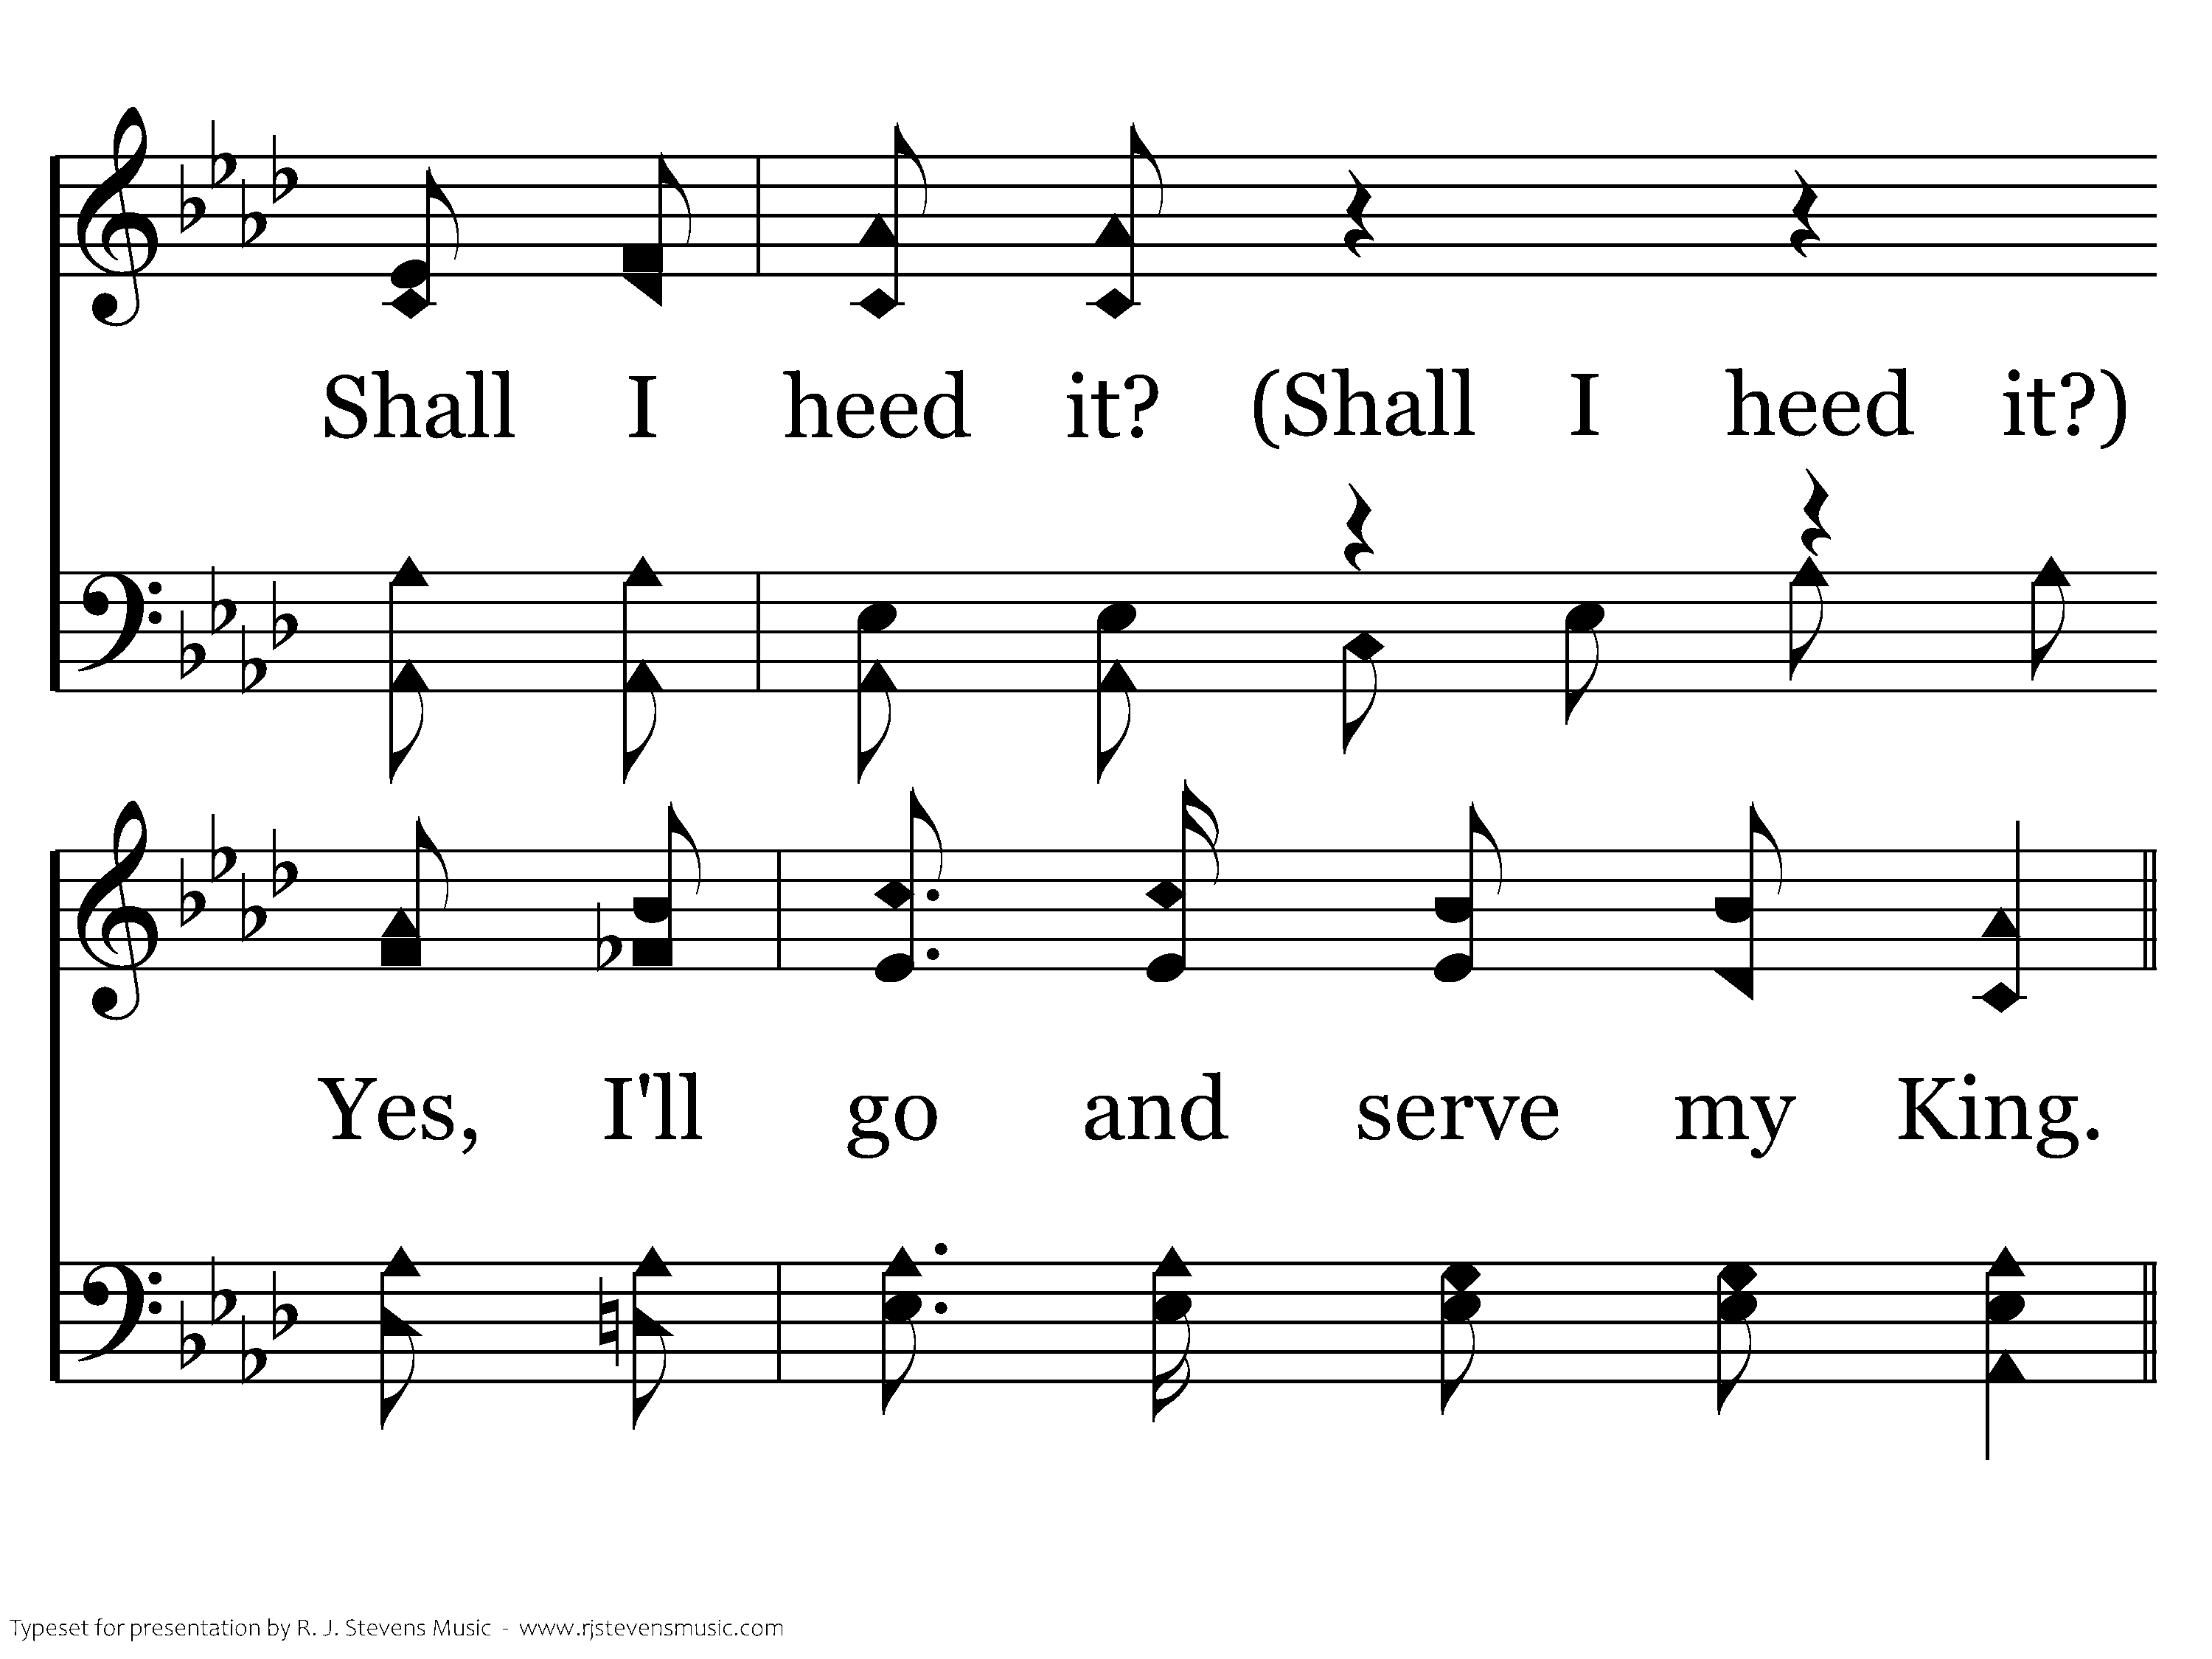 Shall I heed it? (Shall I heed it?)
Yes, I'll go and serve my King.
Typeset for presentation by R. J. Stevens Music - www.rjstevensmusic.com